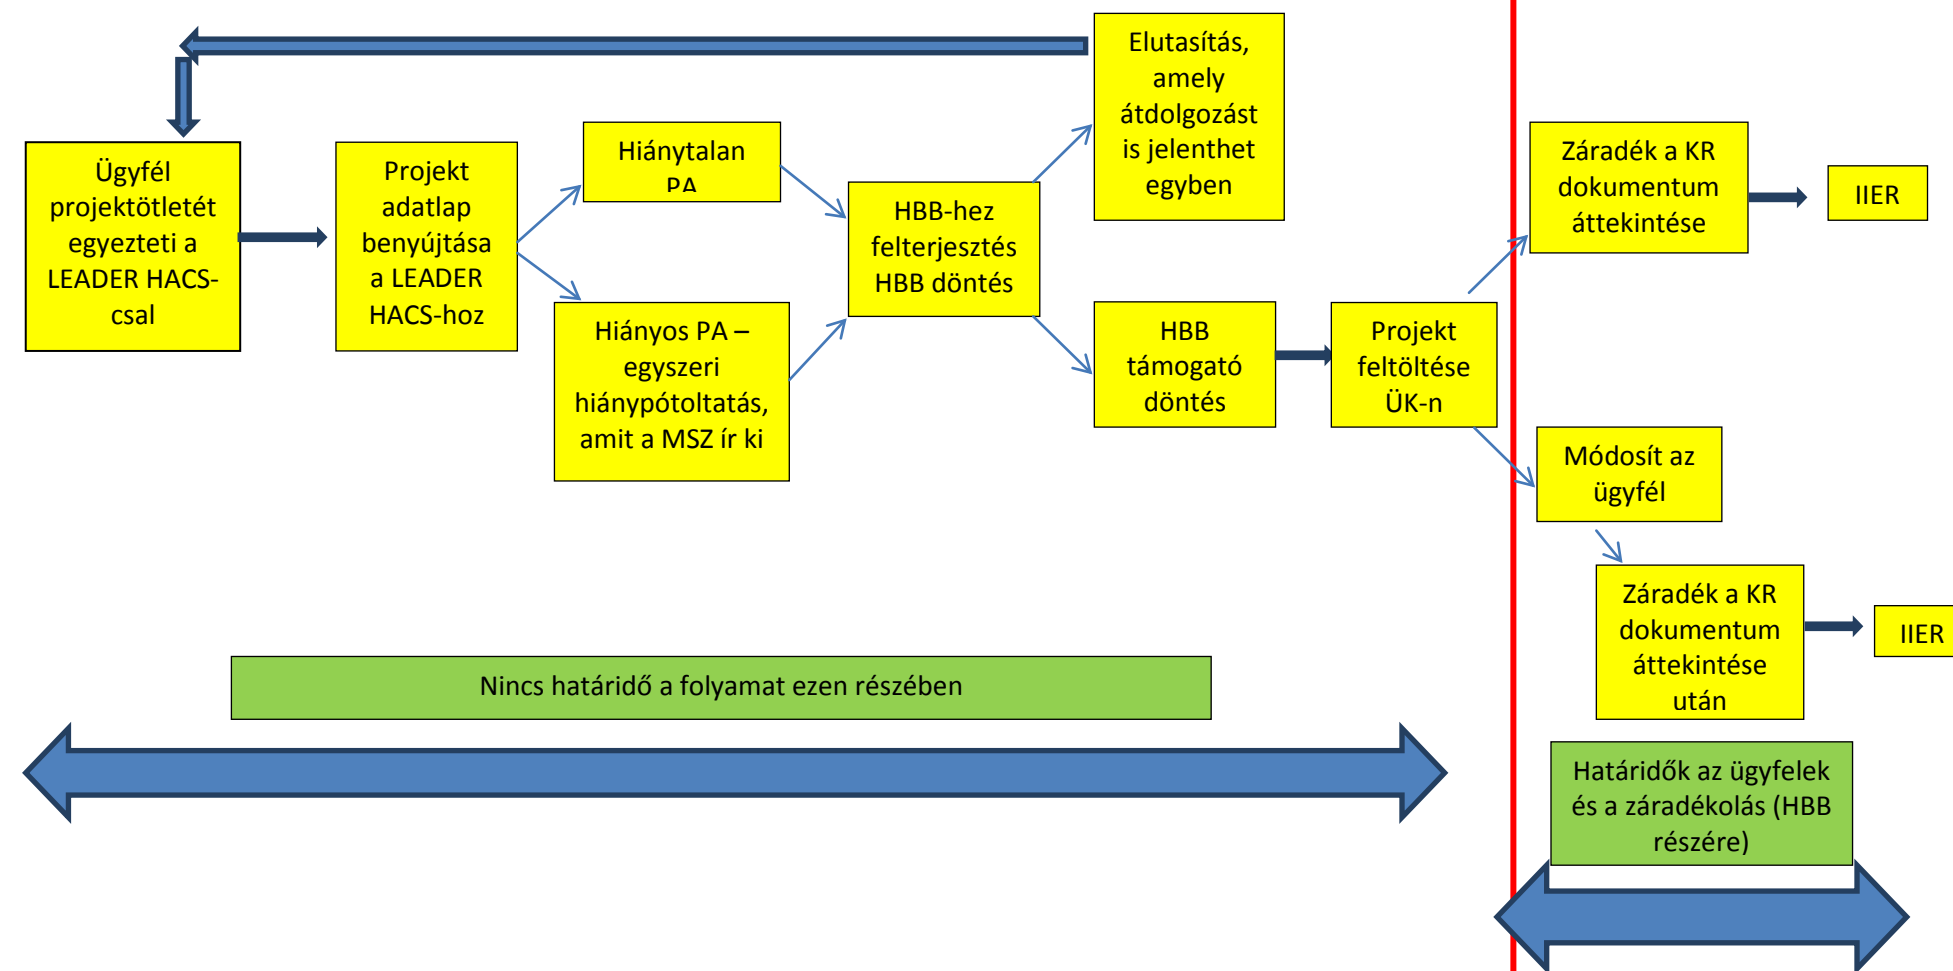 Ügyfél
projektötletét
egyezteti a
LEADER HACS-
csal
Projekt
adatlap
benyújtása
a LEADER
HACS-hoz
Hiánytalan
PA
Hiányos PA –
egyszeri
hiánypótoltatás,
amit a MSZ ír ki
HBB-hez
felterjesztés
HBB döntés
Elutasítás,
amely
átdolgozást
is jelenthet
egyben
HBB
támogató
döntés
Projekt
feltöltése
ÜK-n
Záradék a KR
dokumentum
áttekintése
IIER
Módosít az
ügyfél
Záradék a KR
dokumentum
áttekintése
után
IIER
Nincs határidő a folyamat ezen részében
Határidők az ügyfelek
és a záradékolás (HBB
részére)